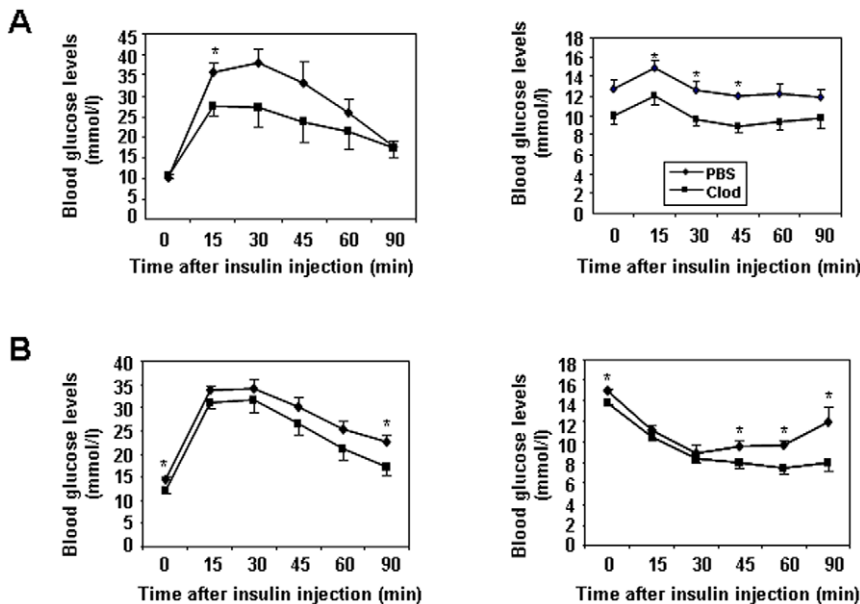 A
Blood glucose levels
(mmol/l)
45
40
35
30
25
20
15
10
5
0
*
0 15 30 45 60 90
Time after insulin injection (min)
Blood glucose levels
(mmol/l)
18
16
14
12
10
8
6
4
2
0
* * *
PBS
Clod
0 15 30 45 60 90
Time after insulin injection (min)
B
Blood glucose levels
(mmol/l)
40
35
30
25
20
15
10
5
0
* *
0 15 30 45 60 90
Time after insulin injection (min)
Blood glucose levels
(mmol/l)
18
16
14
12
10
8
6
4
2
0
* * * *
0 15 30 45 60 90
Time after insulin injection (min)